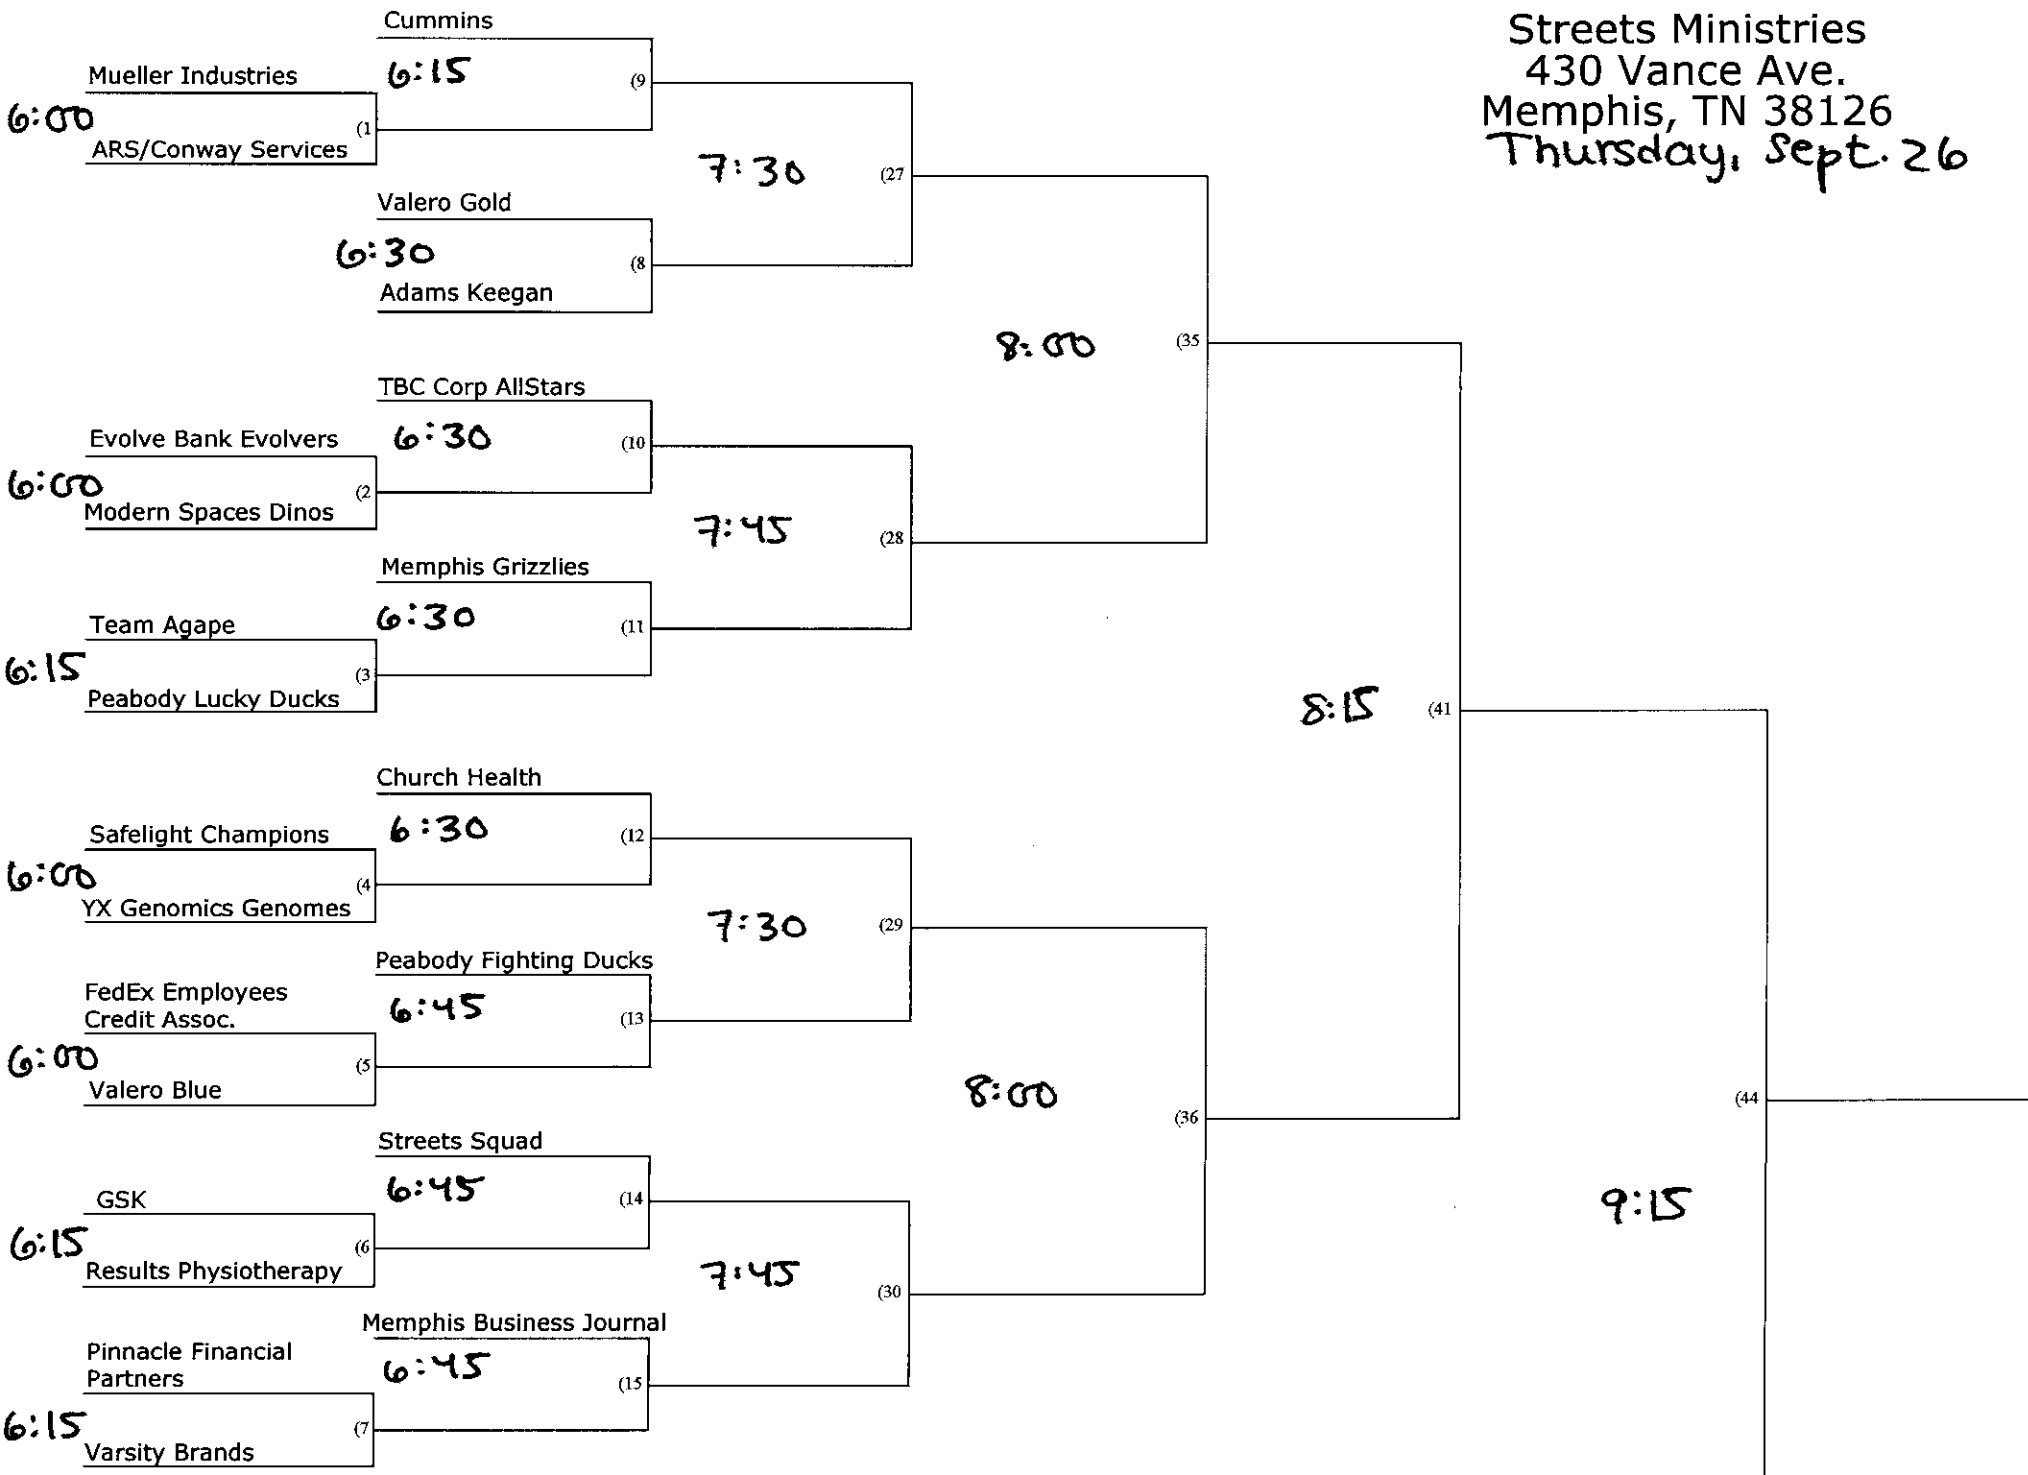 Streets Ministries
430 Vance Ave.
Memphis, TN 38126
Thursday, Sept. 26
Cummins
6:15
(9
Mueller Industries
6:00
(1
ARS/Conway Services
7:30
(27
Valero Gold
6:30
(8
Adams Keegan
8:00
(35
TBC Corp AllStars
6:30
(10
Evolve Bank Evolvers
6:00
(2
Modern Spaces Dinos
7:45
(28
Memphis Grizzlies
6:30
(11
Team Agape
6:15
(3
Peabody Lucky Ducks
8:15
(41
Church Health
6:30
(12
Safelight Champions
6:00
(4
YX Genomics Genomes
7:30
(29
Peabody Fighting Ducks
6:45
(13
FedEx Employees
Credit Assoc.
6:00
(5
Valero Blue
8:00
(36
(44
9:15
Streets Squad
6:45
(14
GSK
6:15
(6
Results Physiotherapy
7:45
(30
Memphis Business Journal
6:45
(15
Pinnacle Financial
Partners
6:15
(7
Varsity Brands